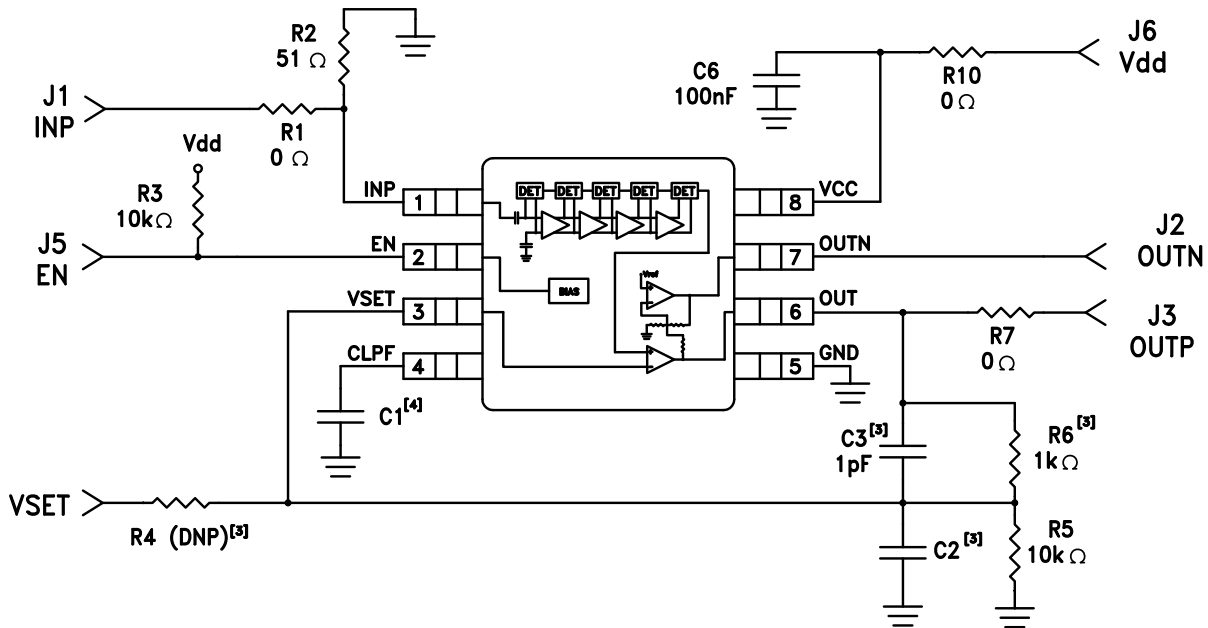 R2
51 Ω
J1
INP
R1
0 Ω
Vdd
R3
10kΩ
J5
EN
C6
100nF
R10
0 Ω
J6
Vdd
INP
1
EN
2
VSET
3
CLPF
4
DET DET DET DET DET
BIAS
Vref
VCC
8
OUTN
7
OUT
6
GND
5
J2
OUTN
R7
0 Ω
J3
OUTP
C1[4]
C3[3]
1pF
R6[3]
1kΩ
VSET
R4 (DNP)[3]
C2[3]
R5
10kΩ